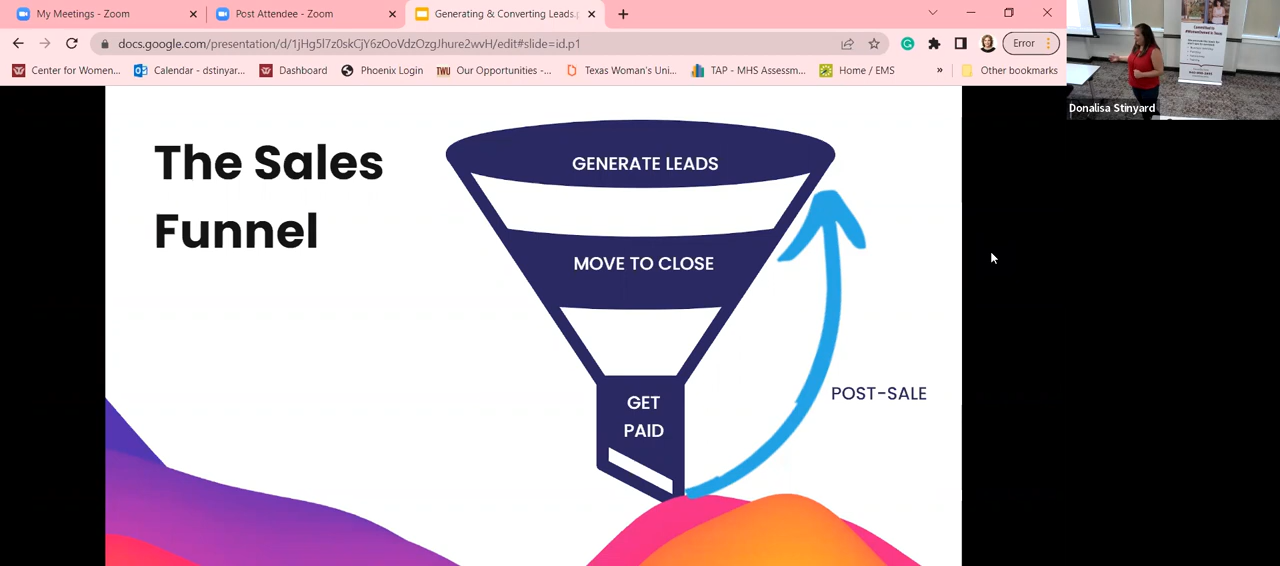 My Meetings - Zoom
Post Attendee - Zoom
Generating & Converting Leads.p
docs.google.com/presentation/d/
/edit#slide=id.p1
Error
Center for Women...
Calendar - dstinyar...
Dashboard
Phoenix Login
TWU
Our Opportunities -...
Texas Woman's Uni...
TAP - MHS Assessm...
Home / EMS
»
Other bookmarks
The Sales
Funnel
GENERATE LEADS
MOVE TO CLOSE
GET
PAID
POST-SALE
Donalisa Stinyard